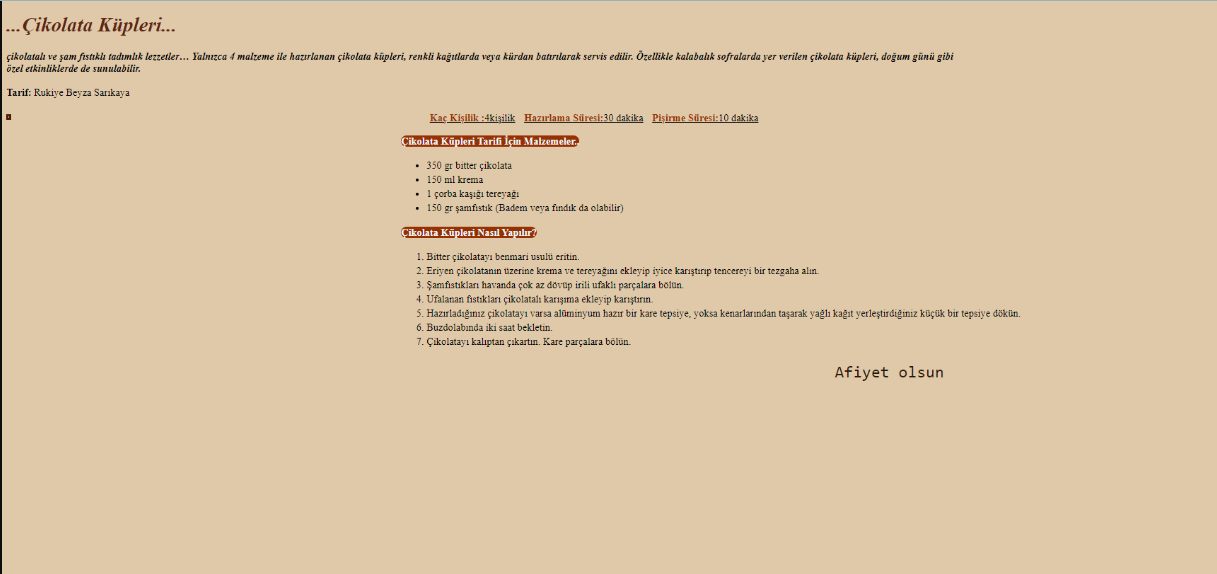 ...Çikolata Küpleri...
çikolatalı ve şam fıstıklı tadımlık lezzetler… Yalnızca 4 malzeme ile hazırlanan çikolata küpleri, renkli kağıtlarda veya kürdan batırılarak servis edilir. Özellikle kalabalık sofralarda yer verilen çikolata küpleri, doğum günü gibi
özel etkinliklerde de sunulabilir.
Tarif: Rukiye Beyza Sarıkaya
Kaç Kişilik :4kişilik Hazırlama Süresi:30 dakika Pişirme Süresi:10 dakika
Çikolata Küpleri Tarifi İçin Malzemeler.
• 350 gr bitter çikolata
• 150 ml krema
• 1 çorba kaşığı tereyağı
• 150 gr şamfıstık (Badem veya fındık da olabilir)
Çikolata Küpleri Nasıl Yapılır?
1. Bitter çikolatayı benmari usulü eritin.
2. Eriyen çikolatanın üzerine krema ve tereyağını ekleyip iyice karıştırıp tencereyi bir tezgaha alın.
3. Şamfıstıkları havanda çok az dövüp irili ufaklı parçalara bölün.
4. Ufalanan fıstıkları çikolatalı karışıma ekleyip karıştırın.
5. Hazırladığınız çikolatayı varsa alüminyum hazır bir kare tepsiye, yoksa kenarlarından taşarak yağlı kağıt yerleştirdiğiniz küçük bir tepsiye dökün.
6. Buzdolabında iki saat bekletin.
7. Çikolatayı kalıptan çıkartın. Kare parçalara bölün.
Afiyet olsun